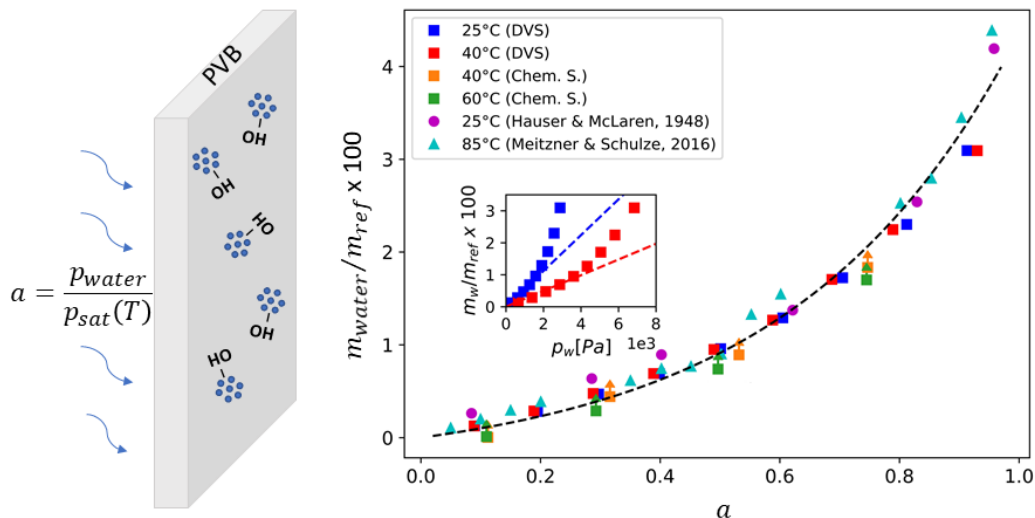 PVB
OH
OH
HO
OH
HO
a = p_water / p_sat(T)
m_water/m_ref x 100
4
3
2
1
0
25°C (DVS)
40°C (DVS)
40°C (Chem. S.)
60°C (Chem. S.)
25°C (Hauser & McLaren, 1948)
85°C (Meitzner & Schulze, 2016)
m_w/m_ref x 100
3
2
1
0
0 2 4 6 8
p_w[Pa] 1e3
0.0 0.2 0.4 0.6 0.8 1.0
a